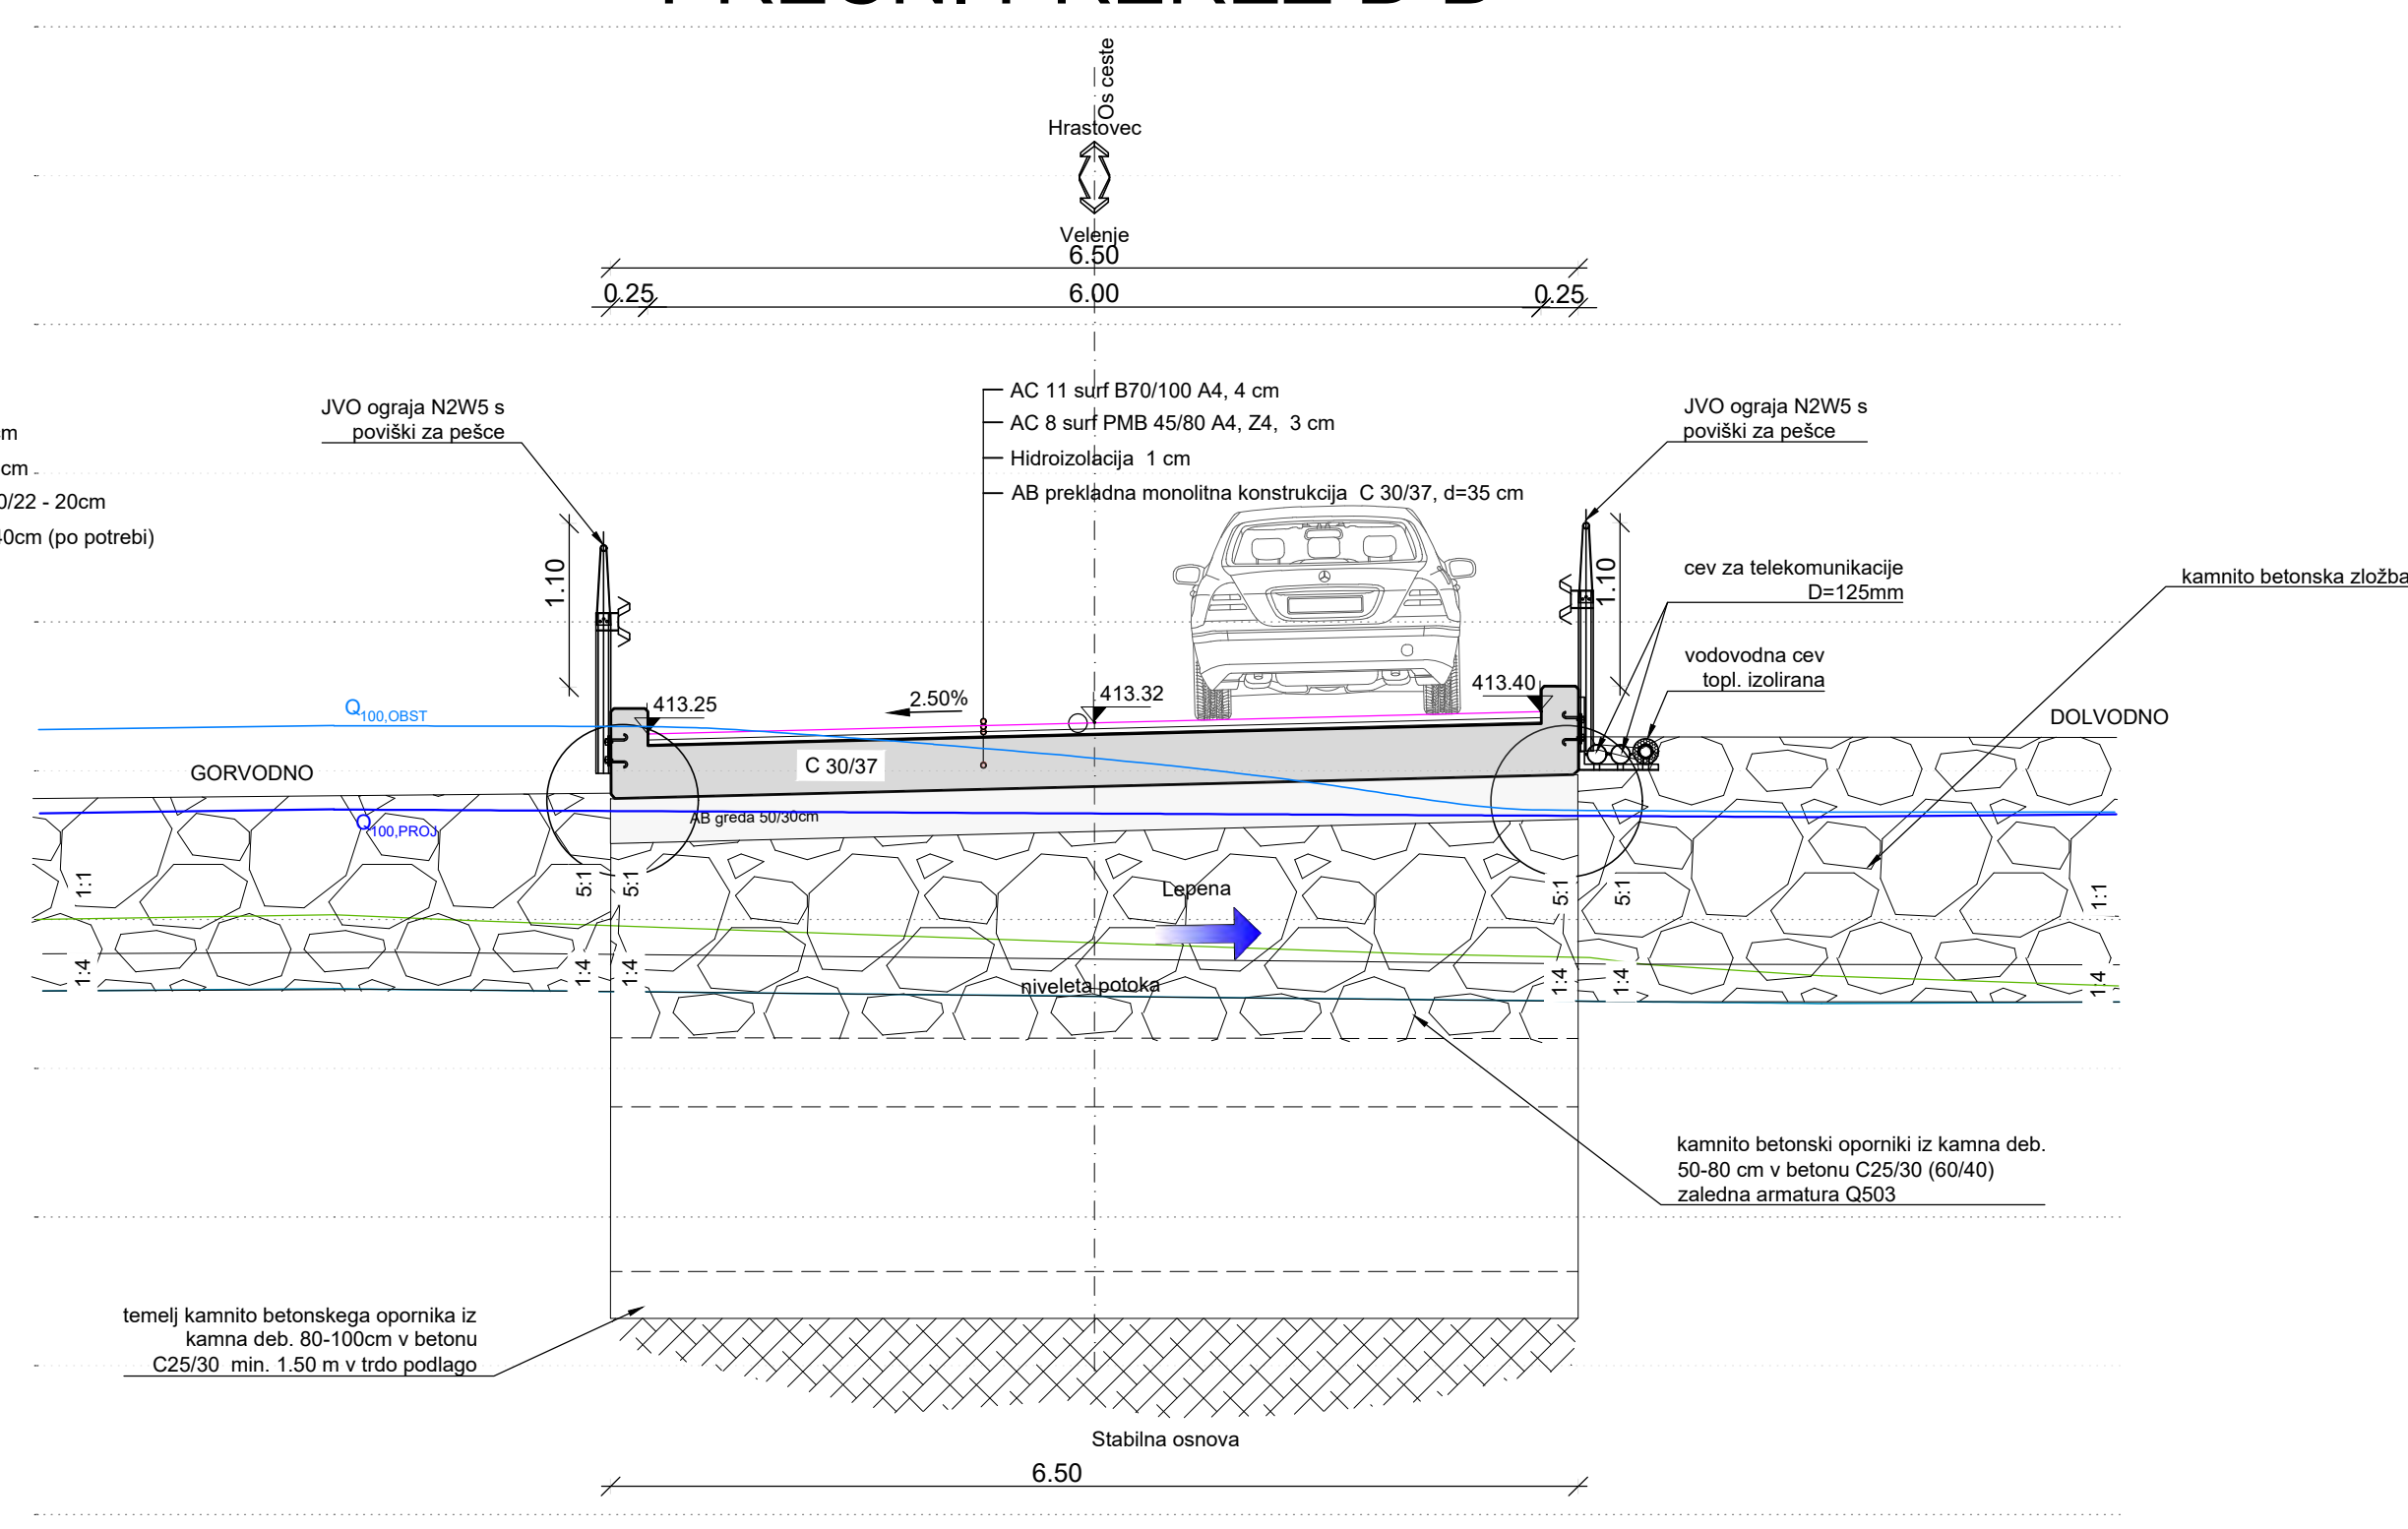 Os ceste
Hrastovec
Velenje
6.50
0.25
6.00
0.25
AC 11 surf B70/100 A4, 4 cm
AC 8 surf PMB 45/80 A4, Z4, 3 cm
Hidroizolacija 1 cm
AB prekladna monolitna konstrukcija C 30/37, d=35 cm
JVO ograja N2W5 s
poviški za pešce
cm
cm
0/22 - 20cm
40cm (po potrebi)
JVO ograja N2W5 s
poviški za pešce
1.10
1.10
cev za telekomunikacije
D=125mm
kamnito betonska zložba
vodovodna cev
topl. izolirana
413.25
2.50%
413.32
413.40
Q100,OBST
DOLVODNO
GORVODNO
C 30/37
Q100,PROJ
AB greda 50/30cm
1:1
5:1
5:1
Lepena
5:1
5:1
1:1
1:4
1:4
1:4
niveleta potoka
1:4
1:4
1:4
kamnito betonski oporniki iz kamna deb.
50-80 cm v betonu C25/30 (60/40)
zaledna armatura Q503
temelj kamnito betonskega opornika iz
kamna deb. 80-100cm v betonu
C25/30 min. 1.50 m v trdo podlago
Stabilna osnova
6.50